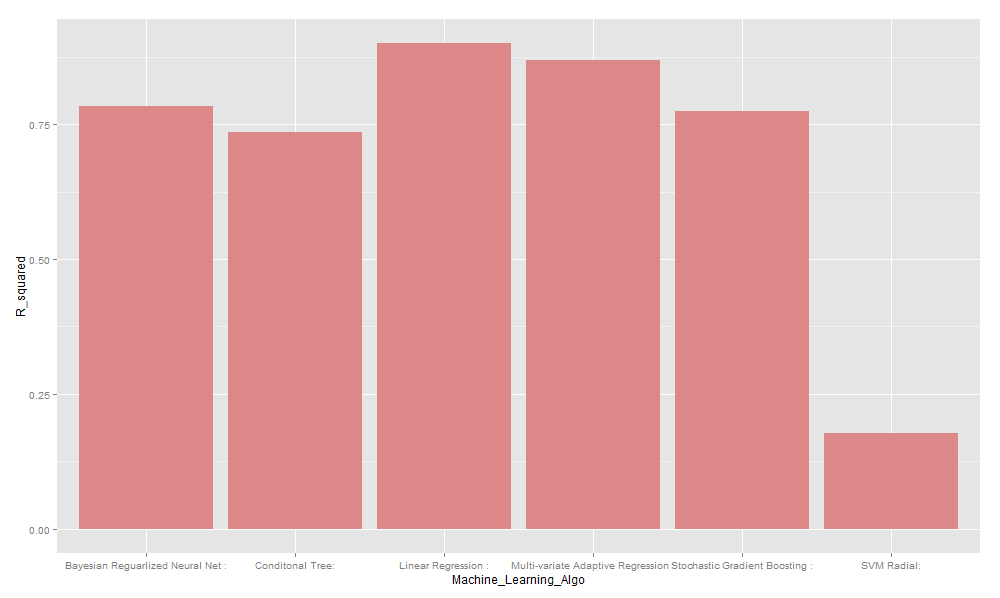 0.75
0.50
0.25
0.00
R_squared
Bayesian Reguarlized Neural Net :
Conditonal Tree:
Linear Regression :
Multi-variate Adaptive Regression
Stochastic Gradient Boosting :
SVM Radial:
Machine_Learning_Algo